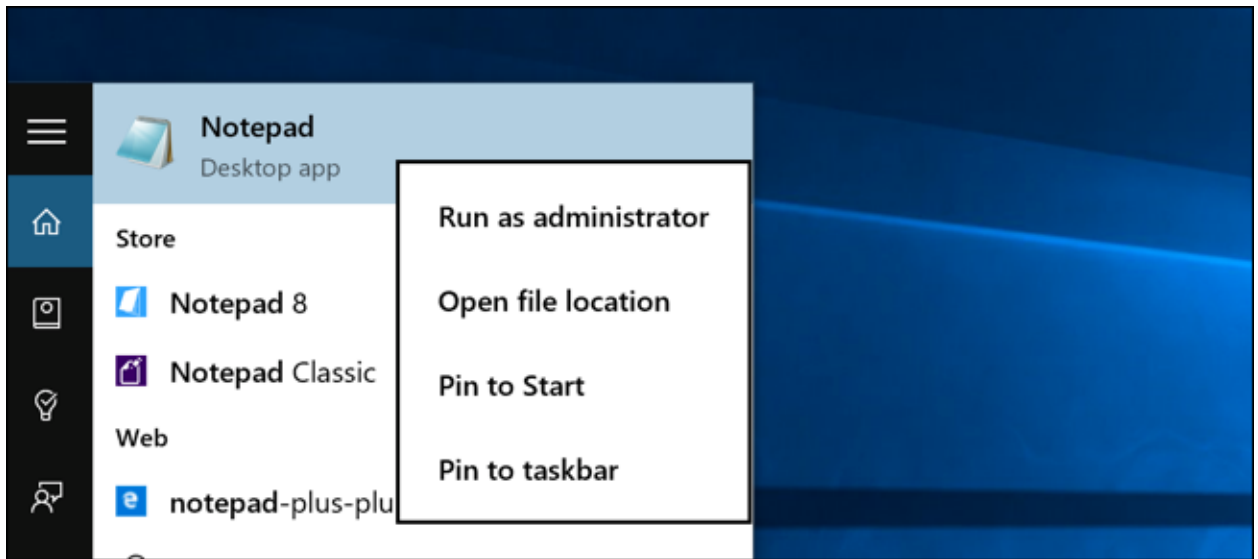 Notepad
Desktop app
Run as administrator
Store
Open file location
Notepad 8
Notepad Classic
Pin to Start
Web
Pin to taskbar
notepad-plus-plu